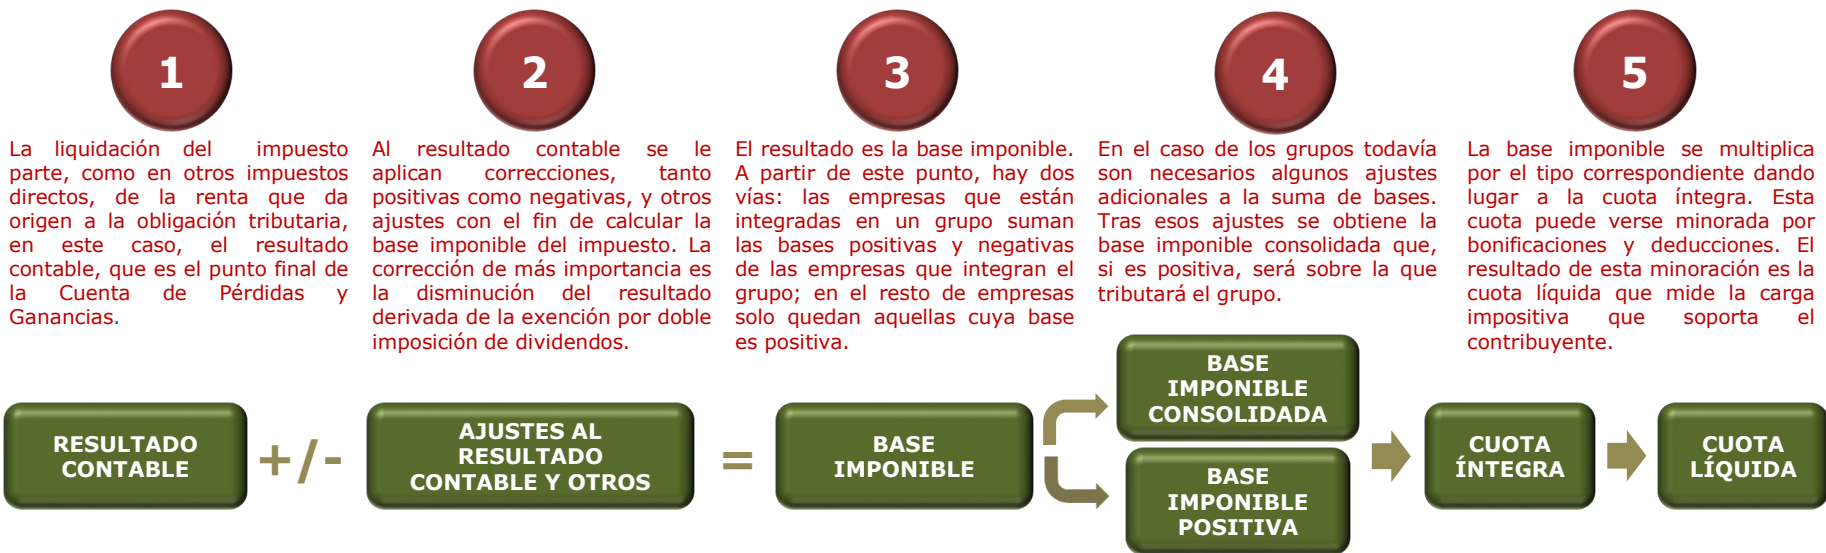 1
La liquidación del impuesto
parte, como en otros impuestos
directos, de la renta que da
origen a la obligación tributaria,
en este caso, el resultado
contable, que es el punto final de
la Cuenta de Pérdidas y
Ganancias.
2
Al resultado contable se le
aplican correcciones, tanto
positivas como negativas, y otros
ajustes con el fin de calcular la
base imponible del impuesto. La
corrección de más importancia es
la disminución del resultado
derivada de la exención por doble
imposición de dividendos.
3
El resultado es la base imponible.
A partir de este punto, hay dos
vías: las empresas que están
integradas en un grupo suman
las bases positivas y negativas
de las empresas que integran el
grupo; en el resto de empresas
solo quedan aquellas cuya base
es positiva.
4
En el caso de los grupos todavía
son necesarios algunos ajustes
adicionales a la suma de bases.
Tras esos ajustes se obtiene la
base imponible consolidada que,
si es positiva, será sobre la que
tributará el grupo.
5
La base imponible se multiplica
por el tipo correspondiente dando
lugar a la cuota íntegra. Esta
cuota puede verse minorada por
bonificaciones y deducciones. El
resultado de esta minoración es la
cuota líquida que mide la carga
impositiva que soporta el
contribuyente.
RESULTADO
CONTABLE
+/-
AJUSTES AL
RESULTADO
CONTABLE Y OTROS
=
BASE
IMPONIBLE
BASE
IMPONIBLE
CONSOLIDADA
BASE
IMPONIBLE
POSITIVA
CUOTA
ÍNTEGRA
CUOTA
LÍQUIDA